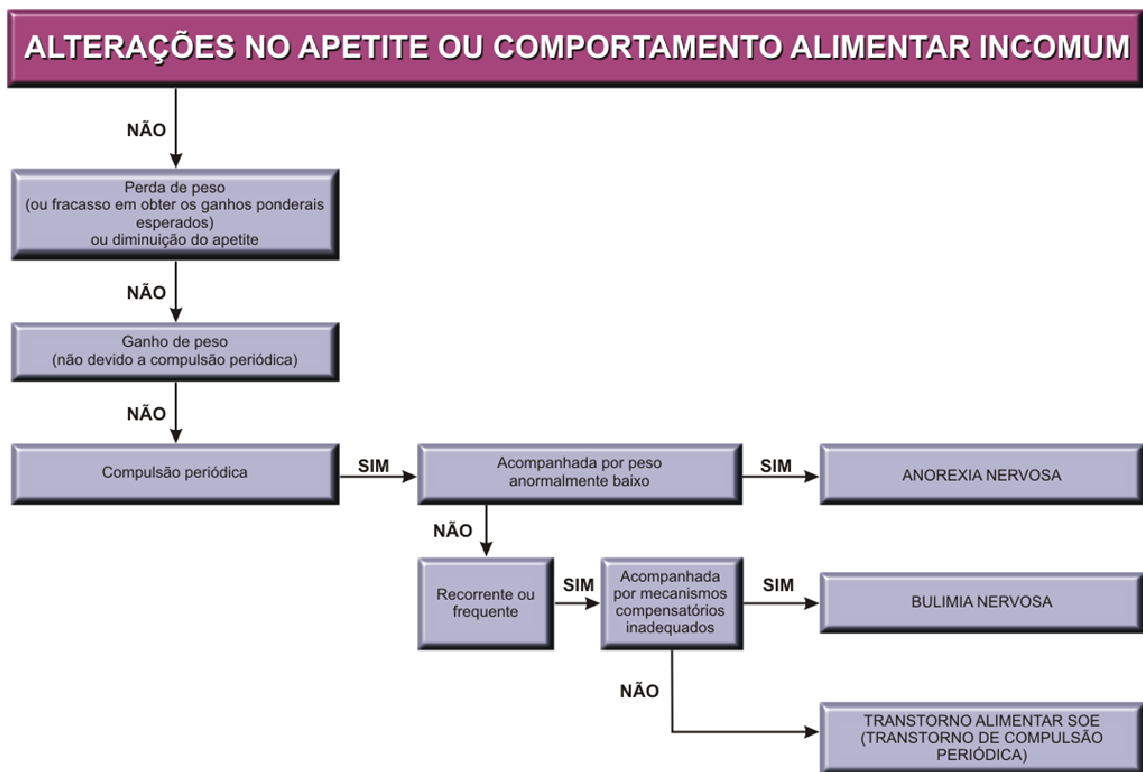 ALTERAÇÕES NO APETITE OU COMPORTAMENTO ALIMENTAR INCOMUM
NÃO
Perda de peso
(ou fracasso em obter os ganhos ponderais
esperados)
ou diminuição do apetite
NÃO
Ganho de peso
(não devido a compulsão periódica)
NÃO
Compulsão periódica
SIM
Acompanhada por peso
anormalmente baixo
SIM
ANOREXIA NERVOSA
NÃO
Recorrente ou
frequente
SIM
Acompanhada
por mecanismos
compensatórios
inadequados
SIM
BULIMIA NERVOSA
NÃO
TRANSTORNO ALIMENTAR SOE
(TRANSTORNO DE COMPULSÃO
PERIÓDICA)